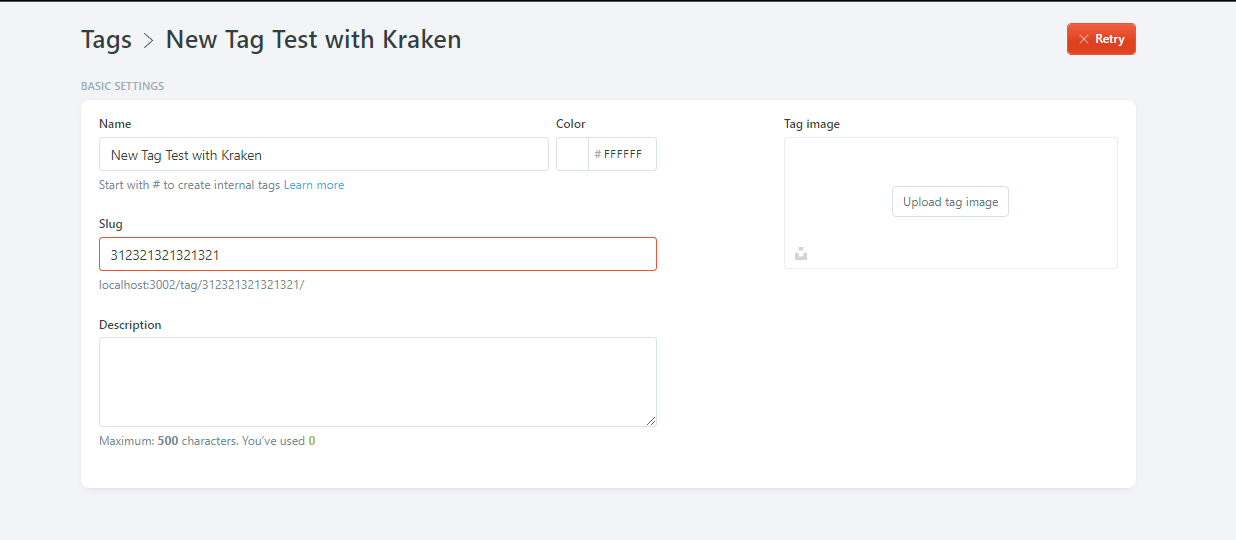 Tags > New Tag Test with Kraken
× Retry
BASIC SETTINGS
Name
Color
Tag image
New Tag Test with Kraken
# FFFFFF
Start with # to create internal tags Learn more
Upload tag image
Slug
312321321321321
localhost:3002/tag/312321321321321/
Description
Maximum: 500 characters. You've used 0